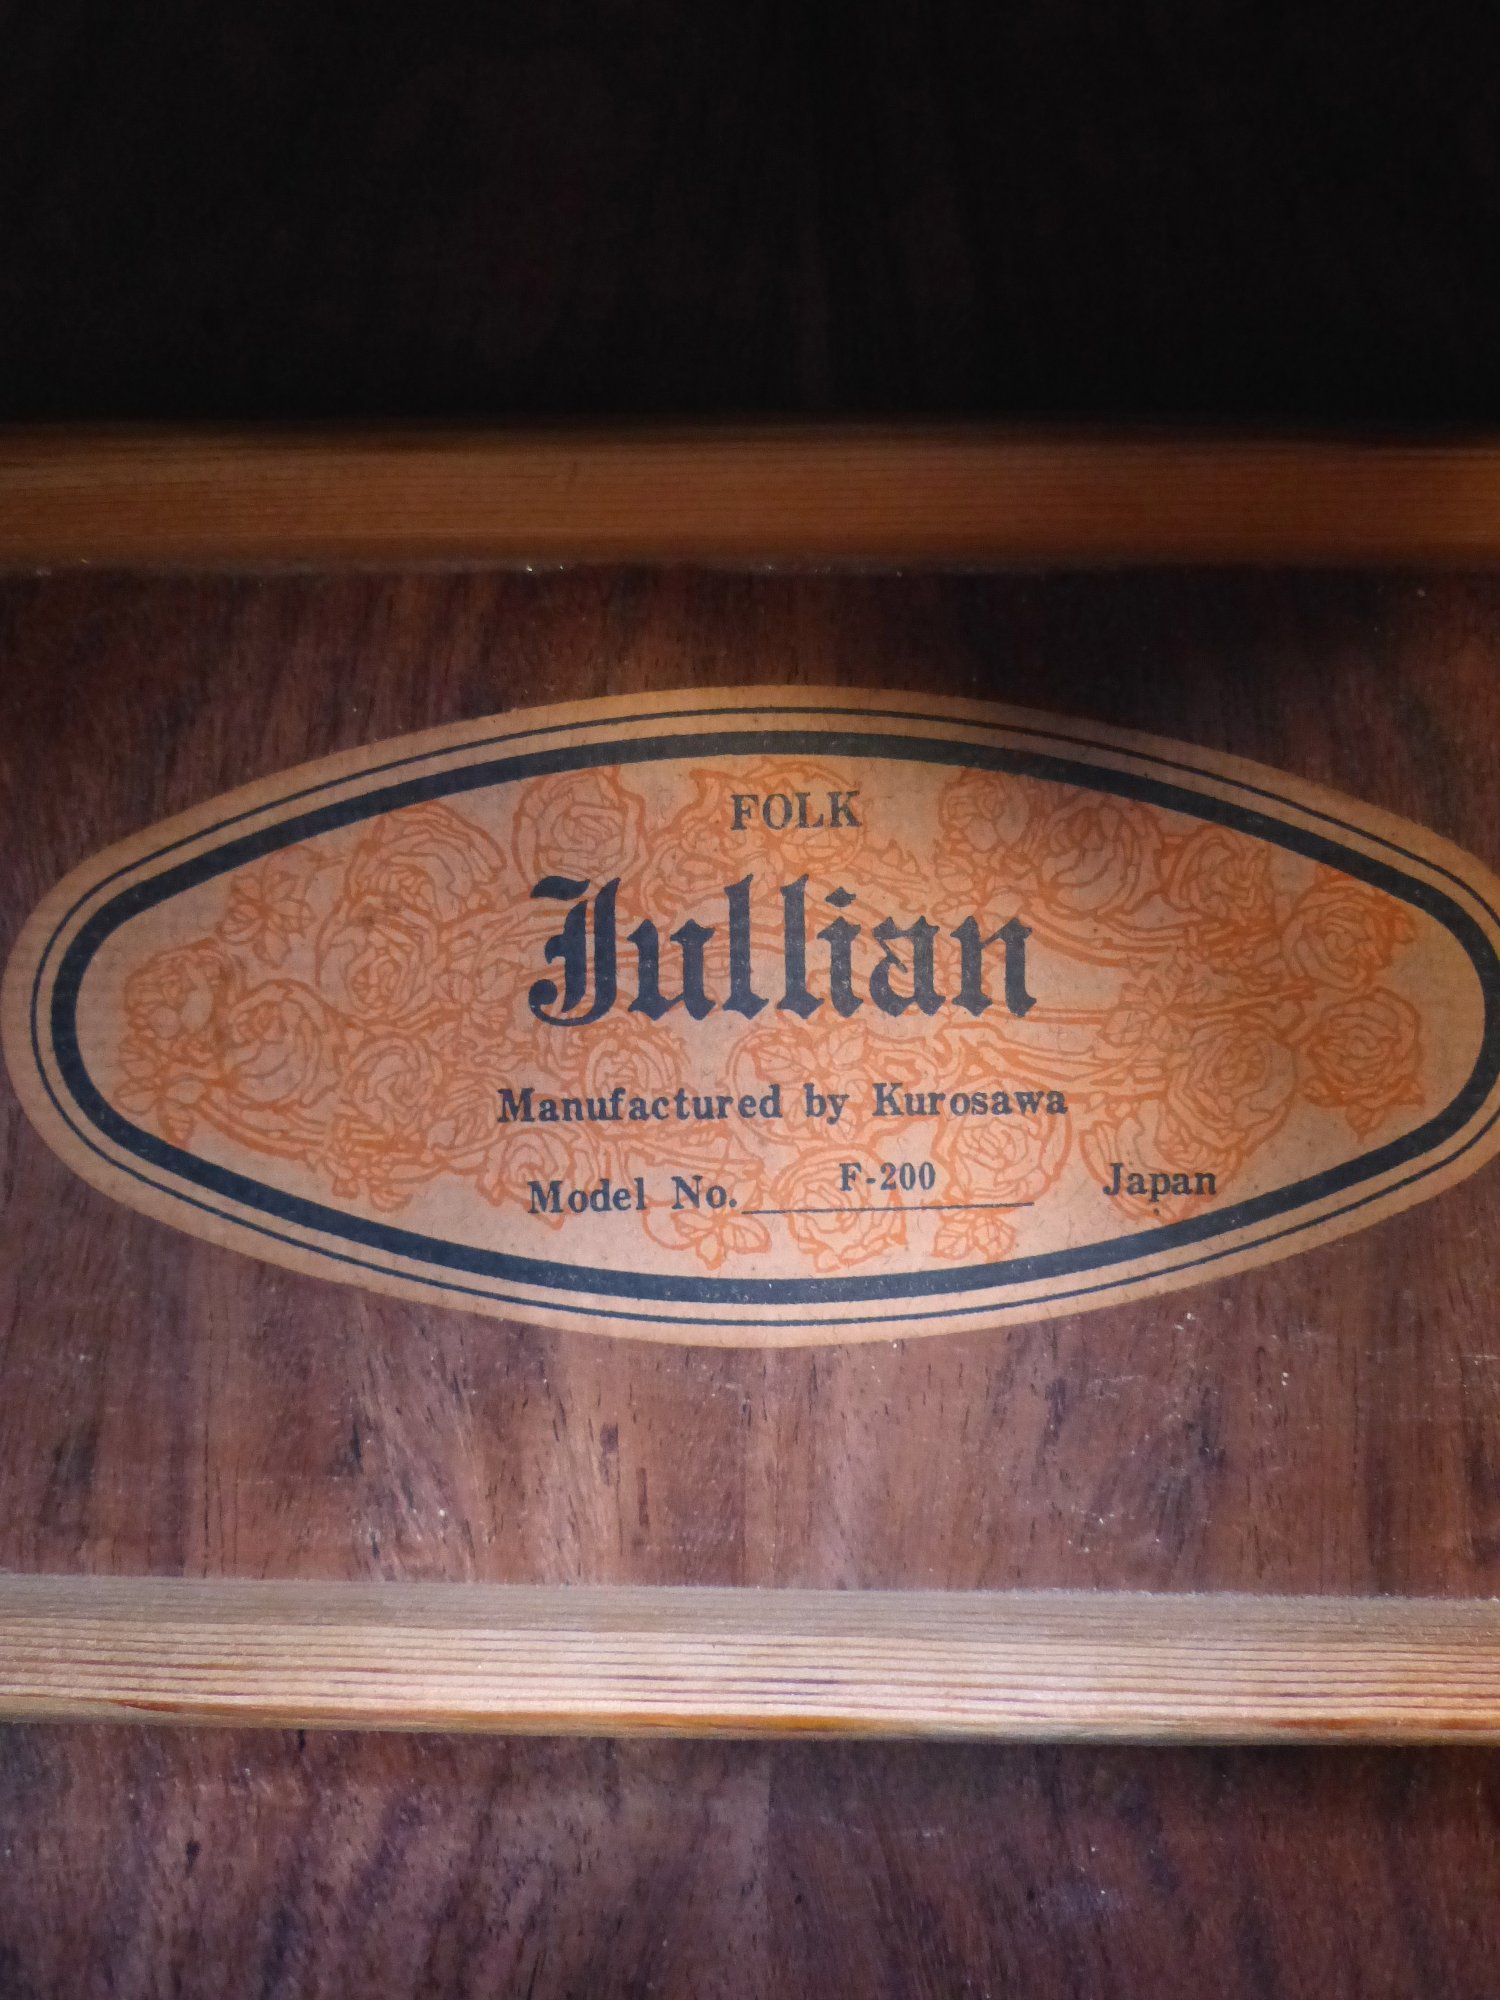 FOLK
Jullian
Manufactured by Kurosawa
Model No. F-200 Japan